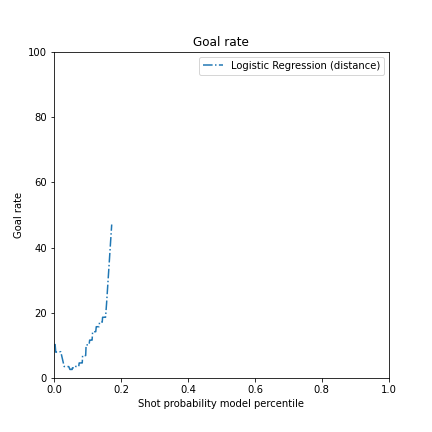 Goal rate
100
Logistic Regression (distance)
80
60
Goal rate
40
20
0
0.0 0.2 0.4 0.6 0.8 1.0
Shot probability model percentile